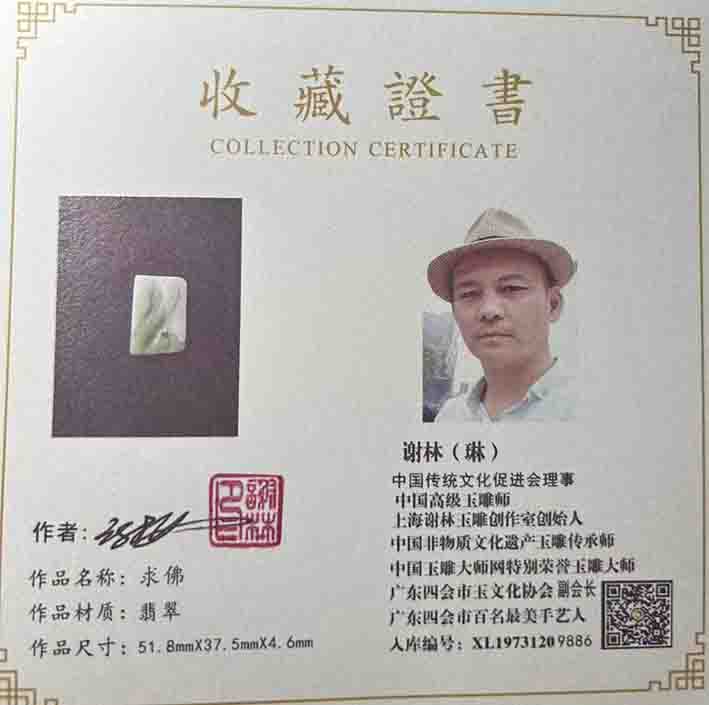 收藏證書
COLLECTION CERTIFICATE
作者：
谢林印
作品名称：求佛
作品材质：翡翠
作品尺寸：51.8mmX37.5mmX4.6mm
谢林（琳）
中国传统文化促进会理事
中国高级玉雕师
上海谢林玉雕创作室创始人
中国非物质文化遗产玉雕传承师
中国玉雕大师网特别荣誉玉雕大师
广东四会市玉文化协会 副会长
广东四会市百名最美手艺人
入库编号：XL19731209886